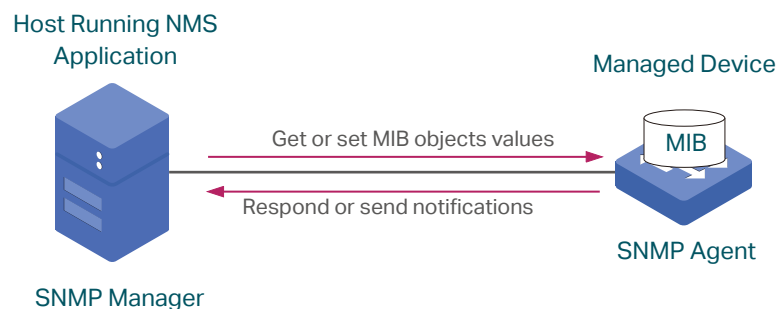 Host Running NMS
Application
Managed Device
MIB
Get or set MIB objects values
Respond or send notifications
SNMP Agent
SNMP Manager